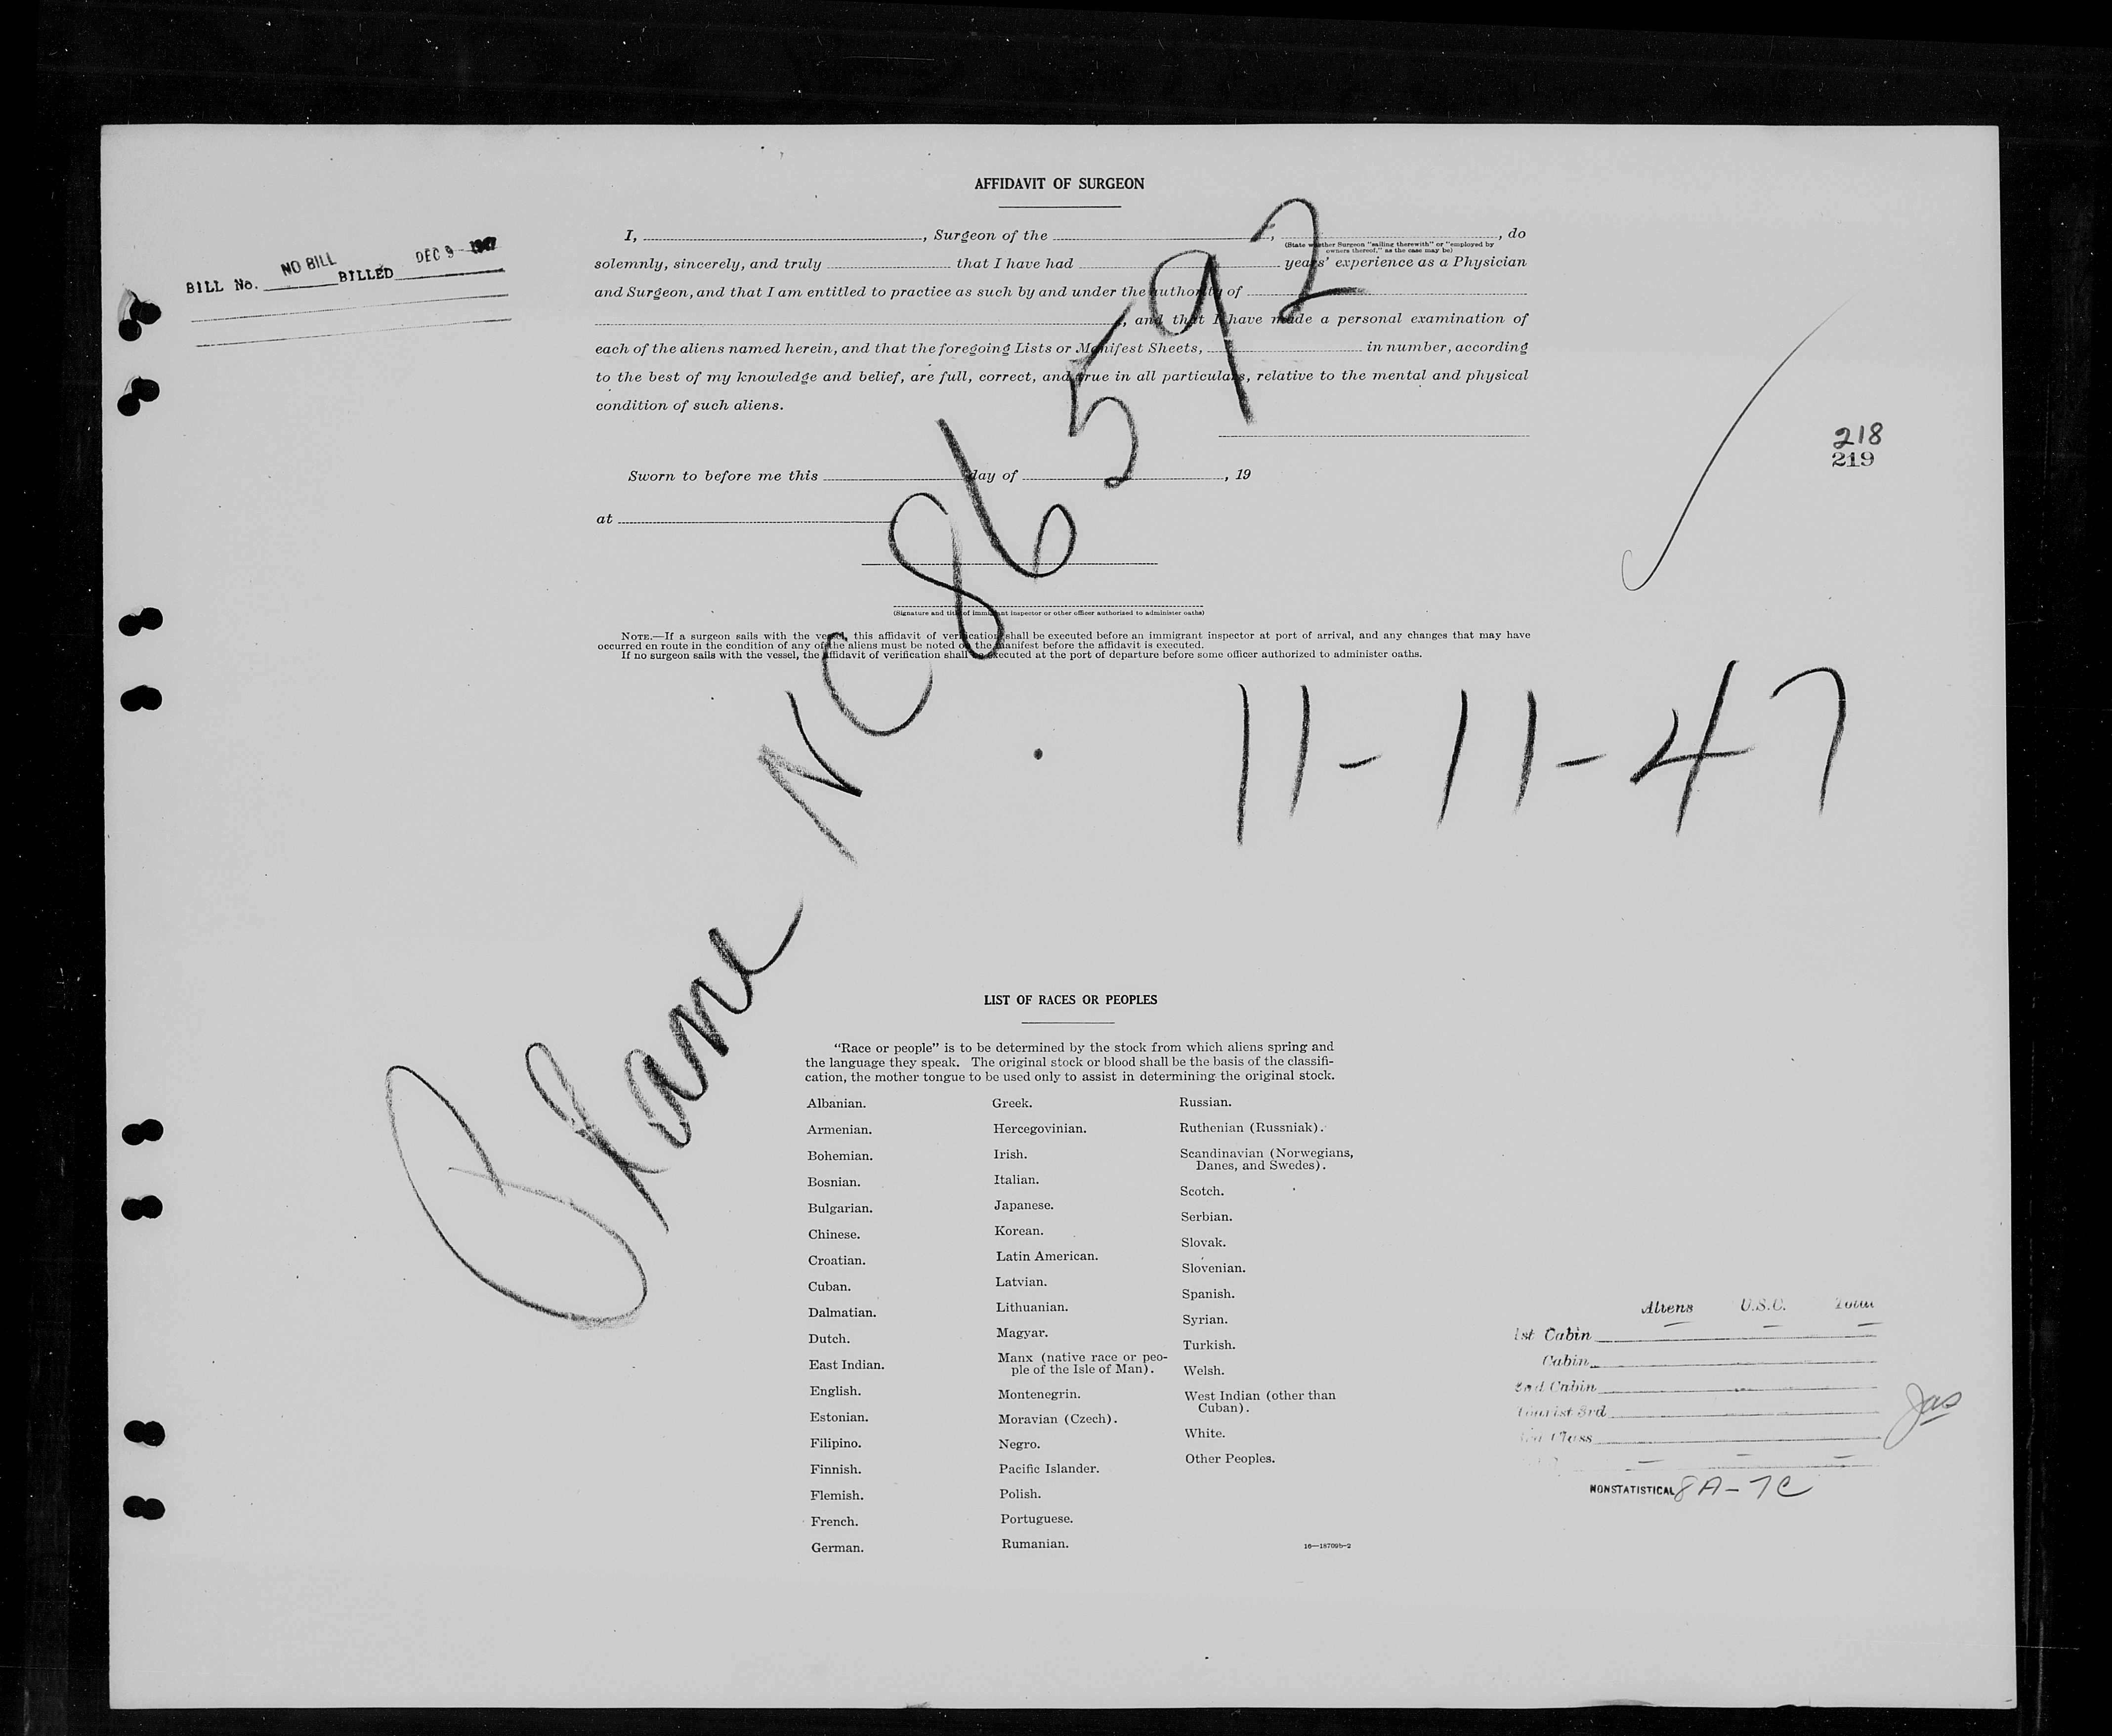 AFFIDAVIT OF SURGEON
BILL No. NO BILL BILLED DEC 9 - 1947
I, ______, Surgeon of the ______, ______, do
(State whether Surgeon "sailing therewith" or "employed by
owners thereof," as the case may be)
solemnly, sincerely, and truly ______ that I have had ______ years' experience as a Physician
and Surgeon, and that I am entitled to practice as such by and under the authority of ______
______, and that I have made a personal examination of
each of the aliens named herein, and that the foregoing Lists or Manifest Sheets, ______ in number, according
to the best of my knowledge and belief, are full, correct, and true in all particulars, relative to the mental and physical
condition of such aliens.
218
219
Sworn to before me this ______ day of ______, 19
at ______
(Signature and title of immigrant inspector or other officer authorized to administer oaths)
NOTE.—If a surgeon sails with the vessel, this affidavit of verification shall be executed before an immigrant inspector at port of arrival, and any changes that may have
occurred en route in the condition of any of the aliens must be noted on the manifest before the affidavit is executed.
If no surgeon sails with the vessel, the affidavit of verification shall be executed at the port of departure before some officer authorized to administer oaths.
NC 86592
11-11-47
LIST OF RACES OR PEOPLES
"Race or people" is to be determined by the stock from which aliens spring and
the language they speak. The original stock or blood shall be the basis of the classifi-
cation, the mother tongue to be used only to assist in determining the original stock.
Albanian.
Armenian.
Bohemian.
Bosnian.
Bulgarian.
Chinese.
Croatian.
Cuban.
Dalmatian.
Dutch.
East Indian.
English.
Estonian.
Filipino.
Finnish.
Flemish.
French.
German.
Greek.
Hercegovinian.
Irish.
Italian.
Japanese.
Korean.
Latin American.
Latvian.
Lithuanian.
Magyar.
Manx (native race or peo-
ple of the Isle of Man).
Montenegrin.
Moravian (Czech).
Negro.
Pacific Islander.
Polish.
Portuguese.
Rumanian.
Russian.
Ruthenian (Russniak).
Scandinavian (Norwegians,
Danes, and Swedes).
Scotch.
Serbian.
Slovak.
Slovenian.
Spanish.
Syrian.
Turkish.
Welsh.
West Indian (other than
Cuban).
White.
Other Peoples.
16—18709b-2
Aliens U.S.C. Total
1st Cabin
Cabin
2nd Cabin
Tourist 3rd
Class
Jas
NONSTATISTICAL 8A-7C